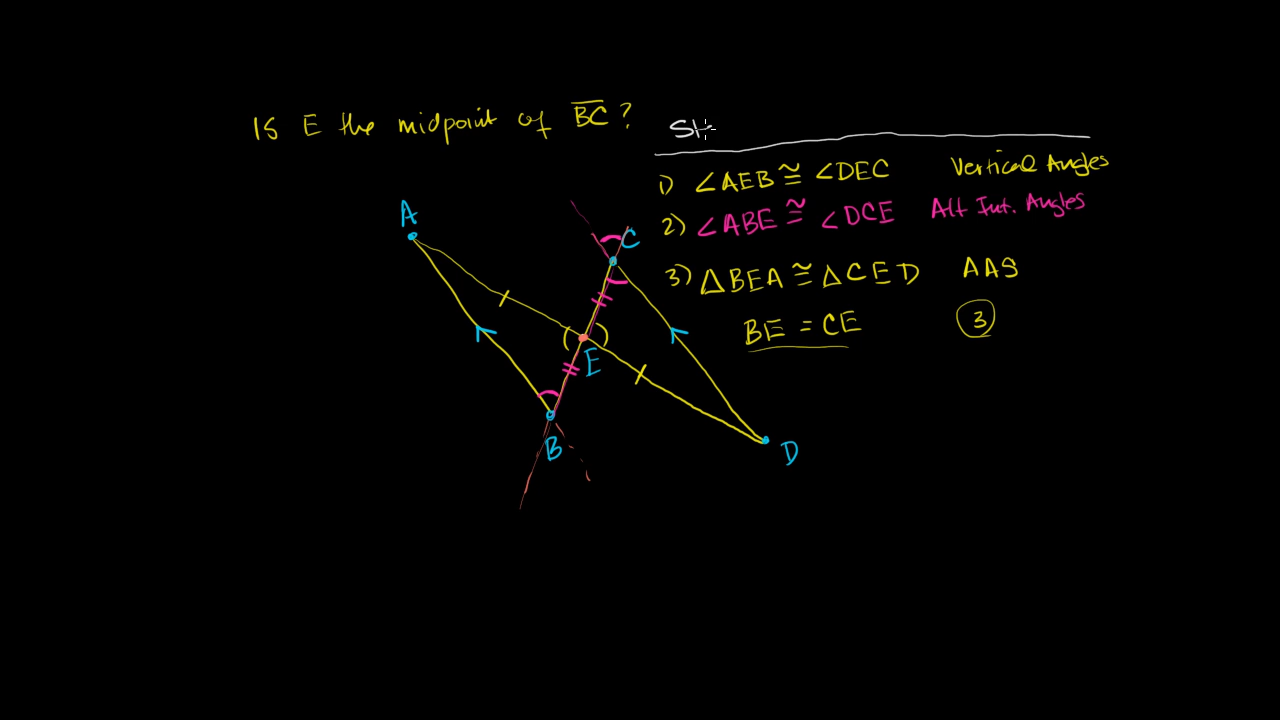 Is E the midpoint of BC?
St
1) ∠AEB ≅ ∠DEC Vertical Angles
2) ∠ABE ≅ ∠DCE Alt Int. Angles
3) △BEA ≅ △CED AAS
BE = CE 3
A
C
E
B
D